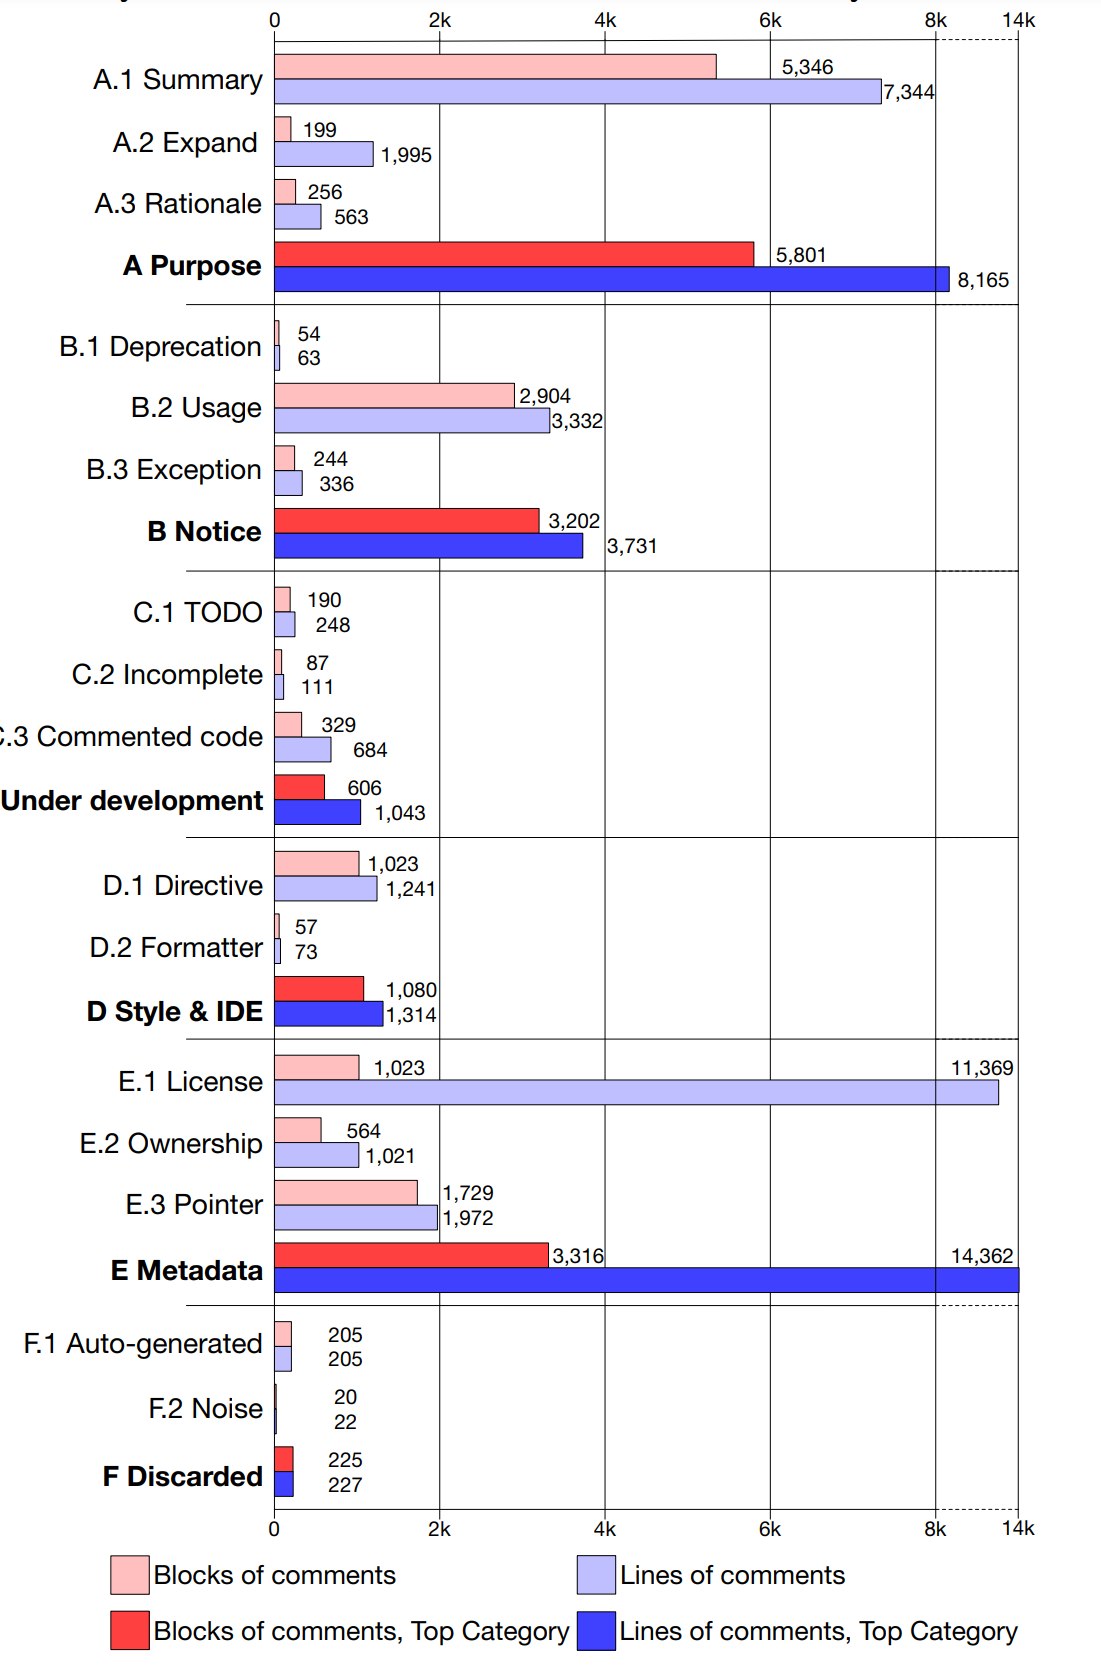 0 2k 4k 6k 8k 14k
A.1 Summary 5,346
7,344
A.2 Expand 199
1,995
A.3 Rationale 256
563
A Purpose 5,801
8,165
B.1 Deprecation 54
63
B.2 Usage 2,904
3,332
B.3 Exception 244
336
B Notice 3,202
3,731
C.1 TODO 190
248
C.2 Incomplete 87
111
.3 Commented code 329
684
Under development 606
1,043
D.1 Directive 1,023
1,241
D.2 Formatter 57
73
D Style & IDE 1,080
1,314
E.1 License 1,023 11,369
E.2 Ownership 564
1,021
E.3 Pointer 1,729
1,972
E Metadata 3,316 14,362
F.1 Auto-generated 205
205
F.2 Noise 20
22
F Discarded 225
227
0 2k 4k 6k 8k 14k
Blocks of comments Lines of comments
Blocks of comments, Top Category Lines of comments, Top Category